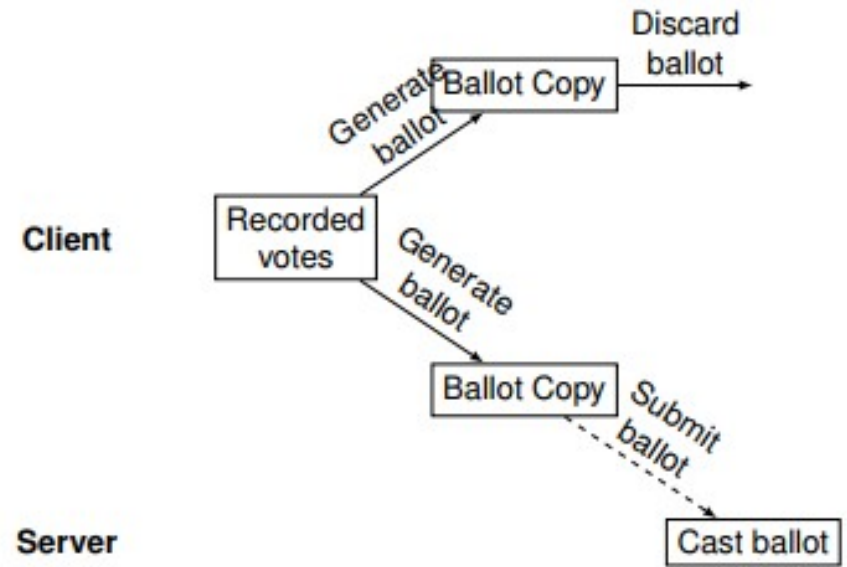 Discard
ballot
Generate
ballot
Ballot Copy
Client
Recorded
votes
Generate
ballot
Ballot Copy
Submit
ballot
Server
Cast ballot